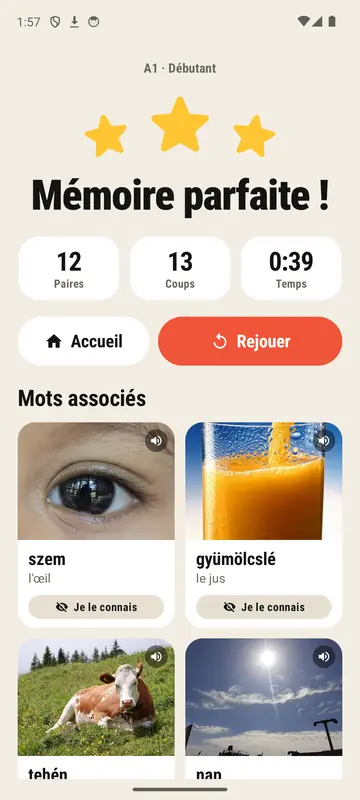 1:57
A1 · Débutant
Mémoire parfaite !
12
Paires
13
Coups
0:39
Temps
Accueil
Rejouer
Mots associés
szem
l'œil
Je le connais
gyümölcslé
le jus
Je le connais
tehén
nap